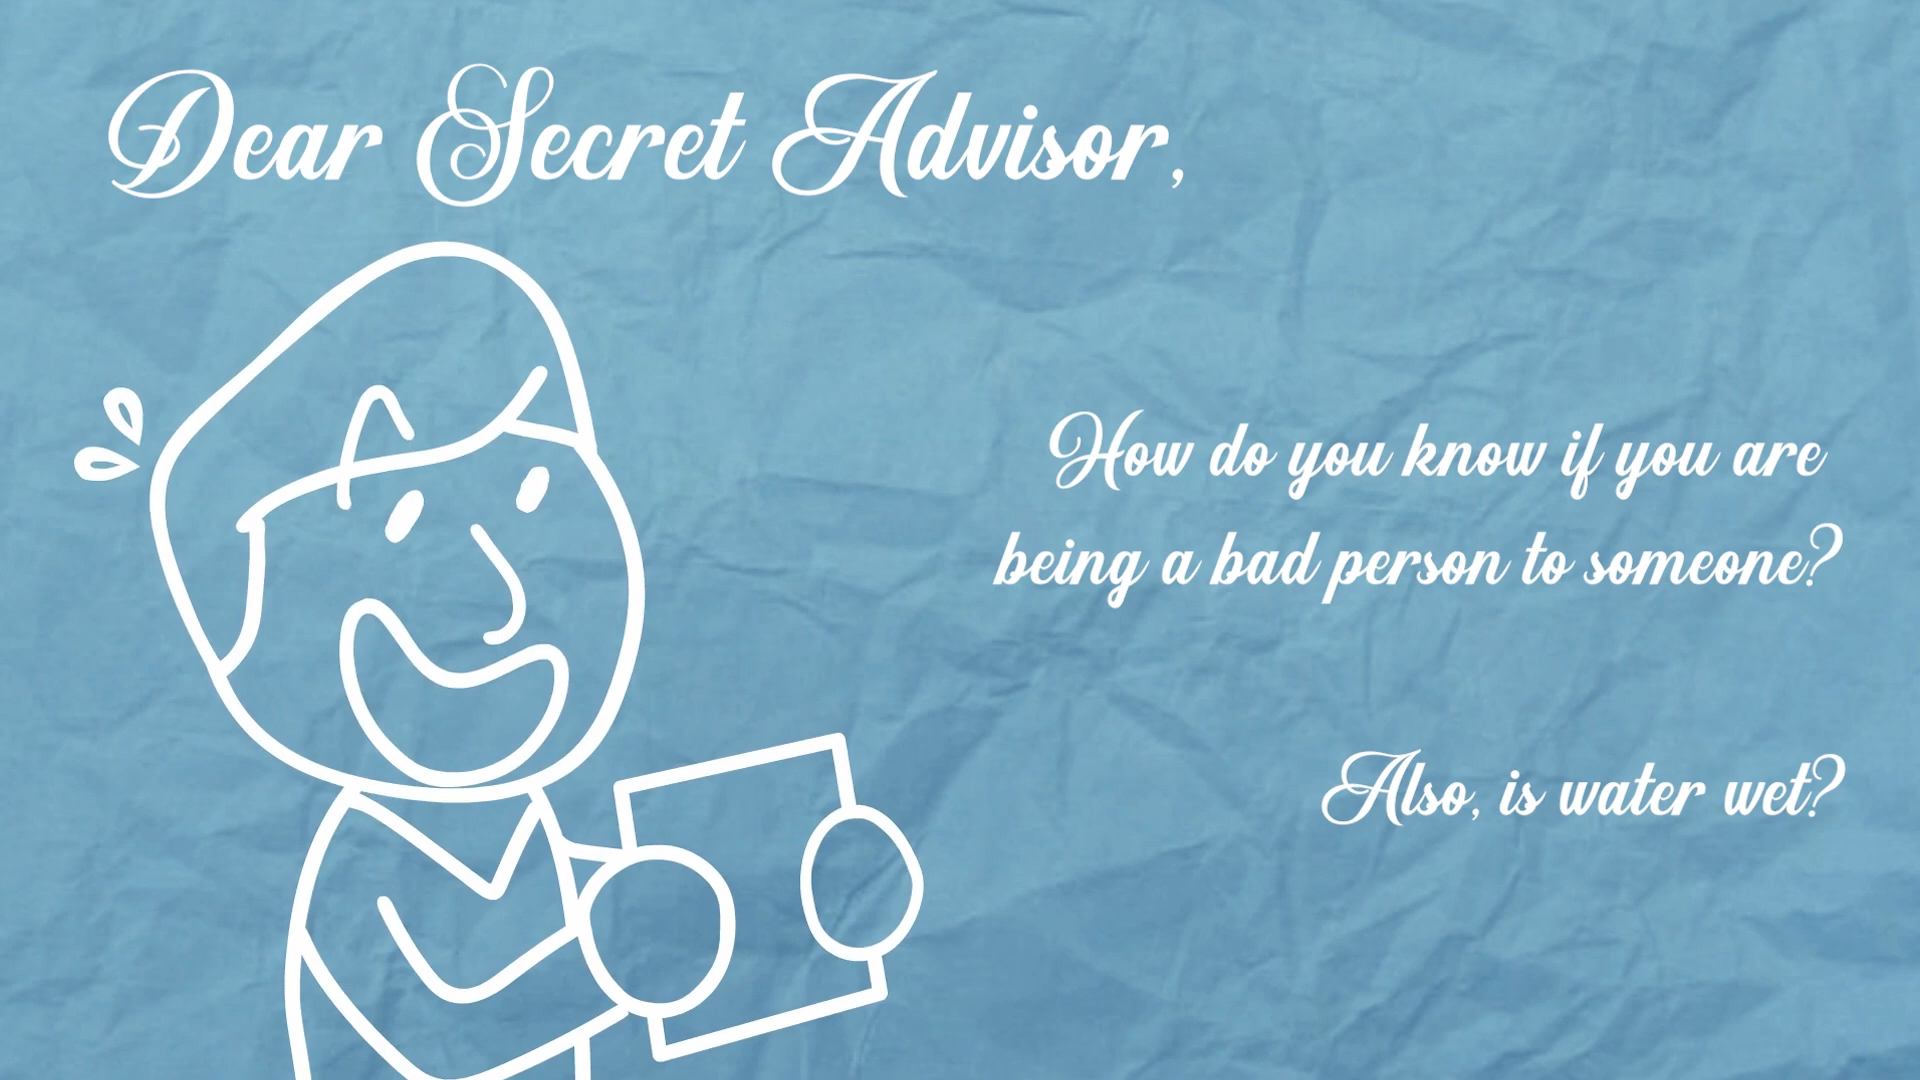 Dear Secret Advisor,
How do you know if you are
being a bad person to someone?
Also, is water wet?